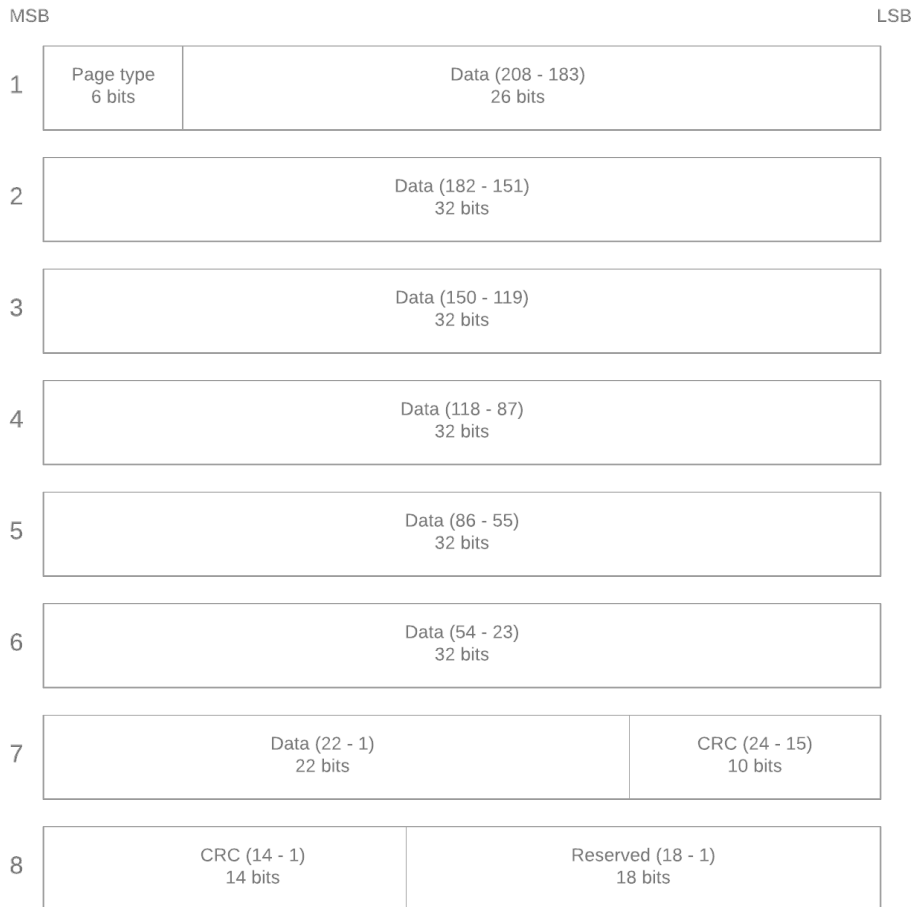 MSB LSB
1
Page type
6 bits
Data (208 - 183)
26 bits
2
Data (182 - 151)
32 bits
3
Data (150 - 119)
32 bits
4
Data (118 - 87)
32 bits
5
Data (86 - 55)
32 bits
6
Data (54 - 23)
32 bits
7
Data (22 - 1)
22 bits
CRC (24 - 15)
10 bits
8
CRC (14 - 1)
14 bits
Reserved (18 - 1)
18 bits